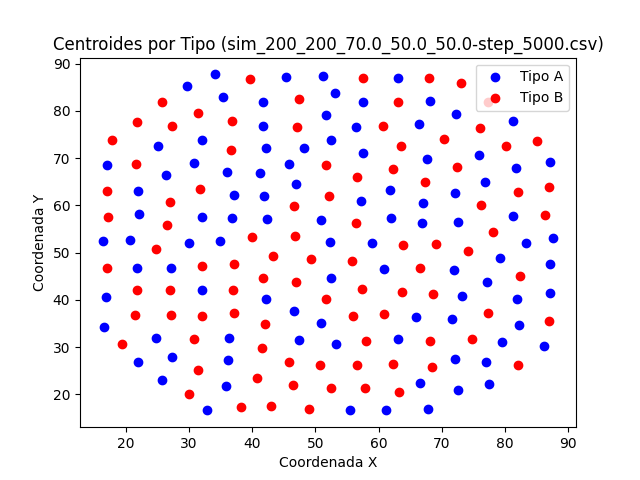 Centroides por Tipo (sim_200_200_70.0_50.0_50.0-step_5000.csv)
Tipo A
Tipo B
90
80
70
60
50
40
30
20
Coordenada Y
20 30 40 50 60 70 80 90
Coordenada X